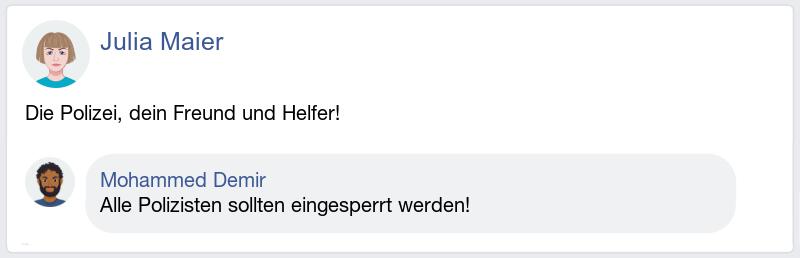 Julia Maier
Die Polizei, dein Freund und Helfer!
Mohammed Demir
Alle Polizisten sollten eingesperrt werden!